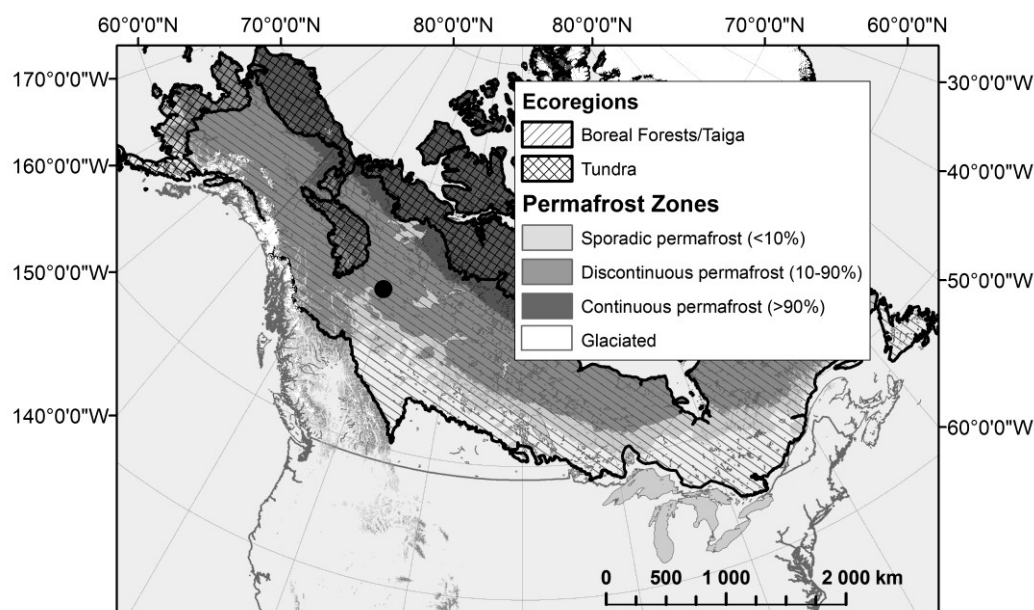 60°0'0"W 70°0'0"W 80°0'0"W 80°0'0"W 70°0'0"W 60°0'0"W
170°0'0"W
160°0'0"W
150°0'0"W
140°0'0"W
30°0'0"W
40°0'0"W
50°0'0"W
60°0'0"W
Ecoregions
Boreal Forests/Taiga
Tundra
Permafrost Zones
Sporadic permafrost (<10%)
Discontinuous permafrost (10-90%)
Continuous permafrost (>90%)
Glaciated
0 500 1 000 2 000 km